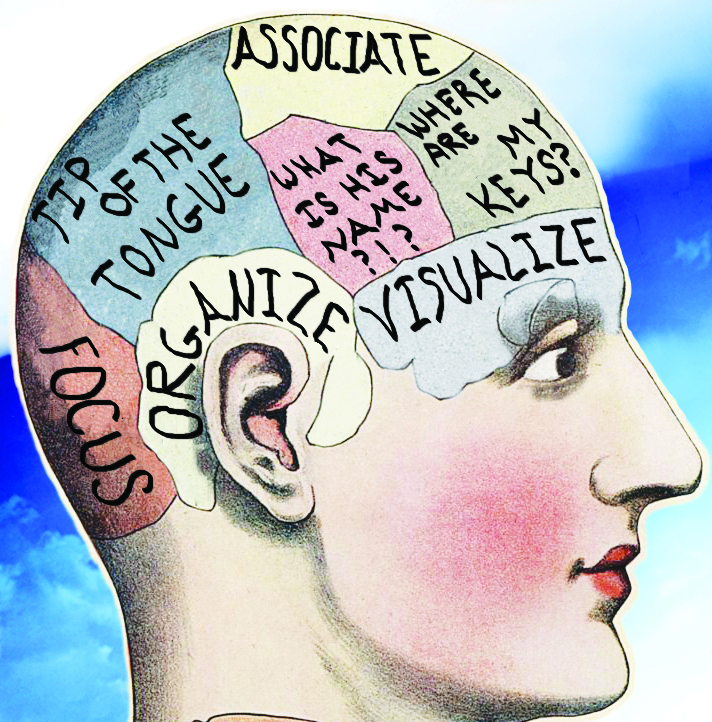 ASSOCIATE
TIP
OF THE
TONGUE
WHAT
IS HIS
NAME
?!?
WHERE
ARE
MY
KEYS?
ORGANIZE
VISUALIZE
FOCUS